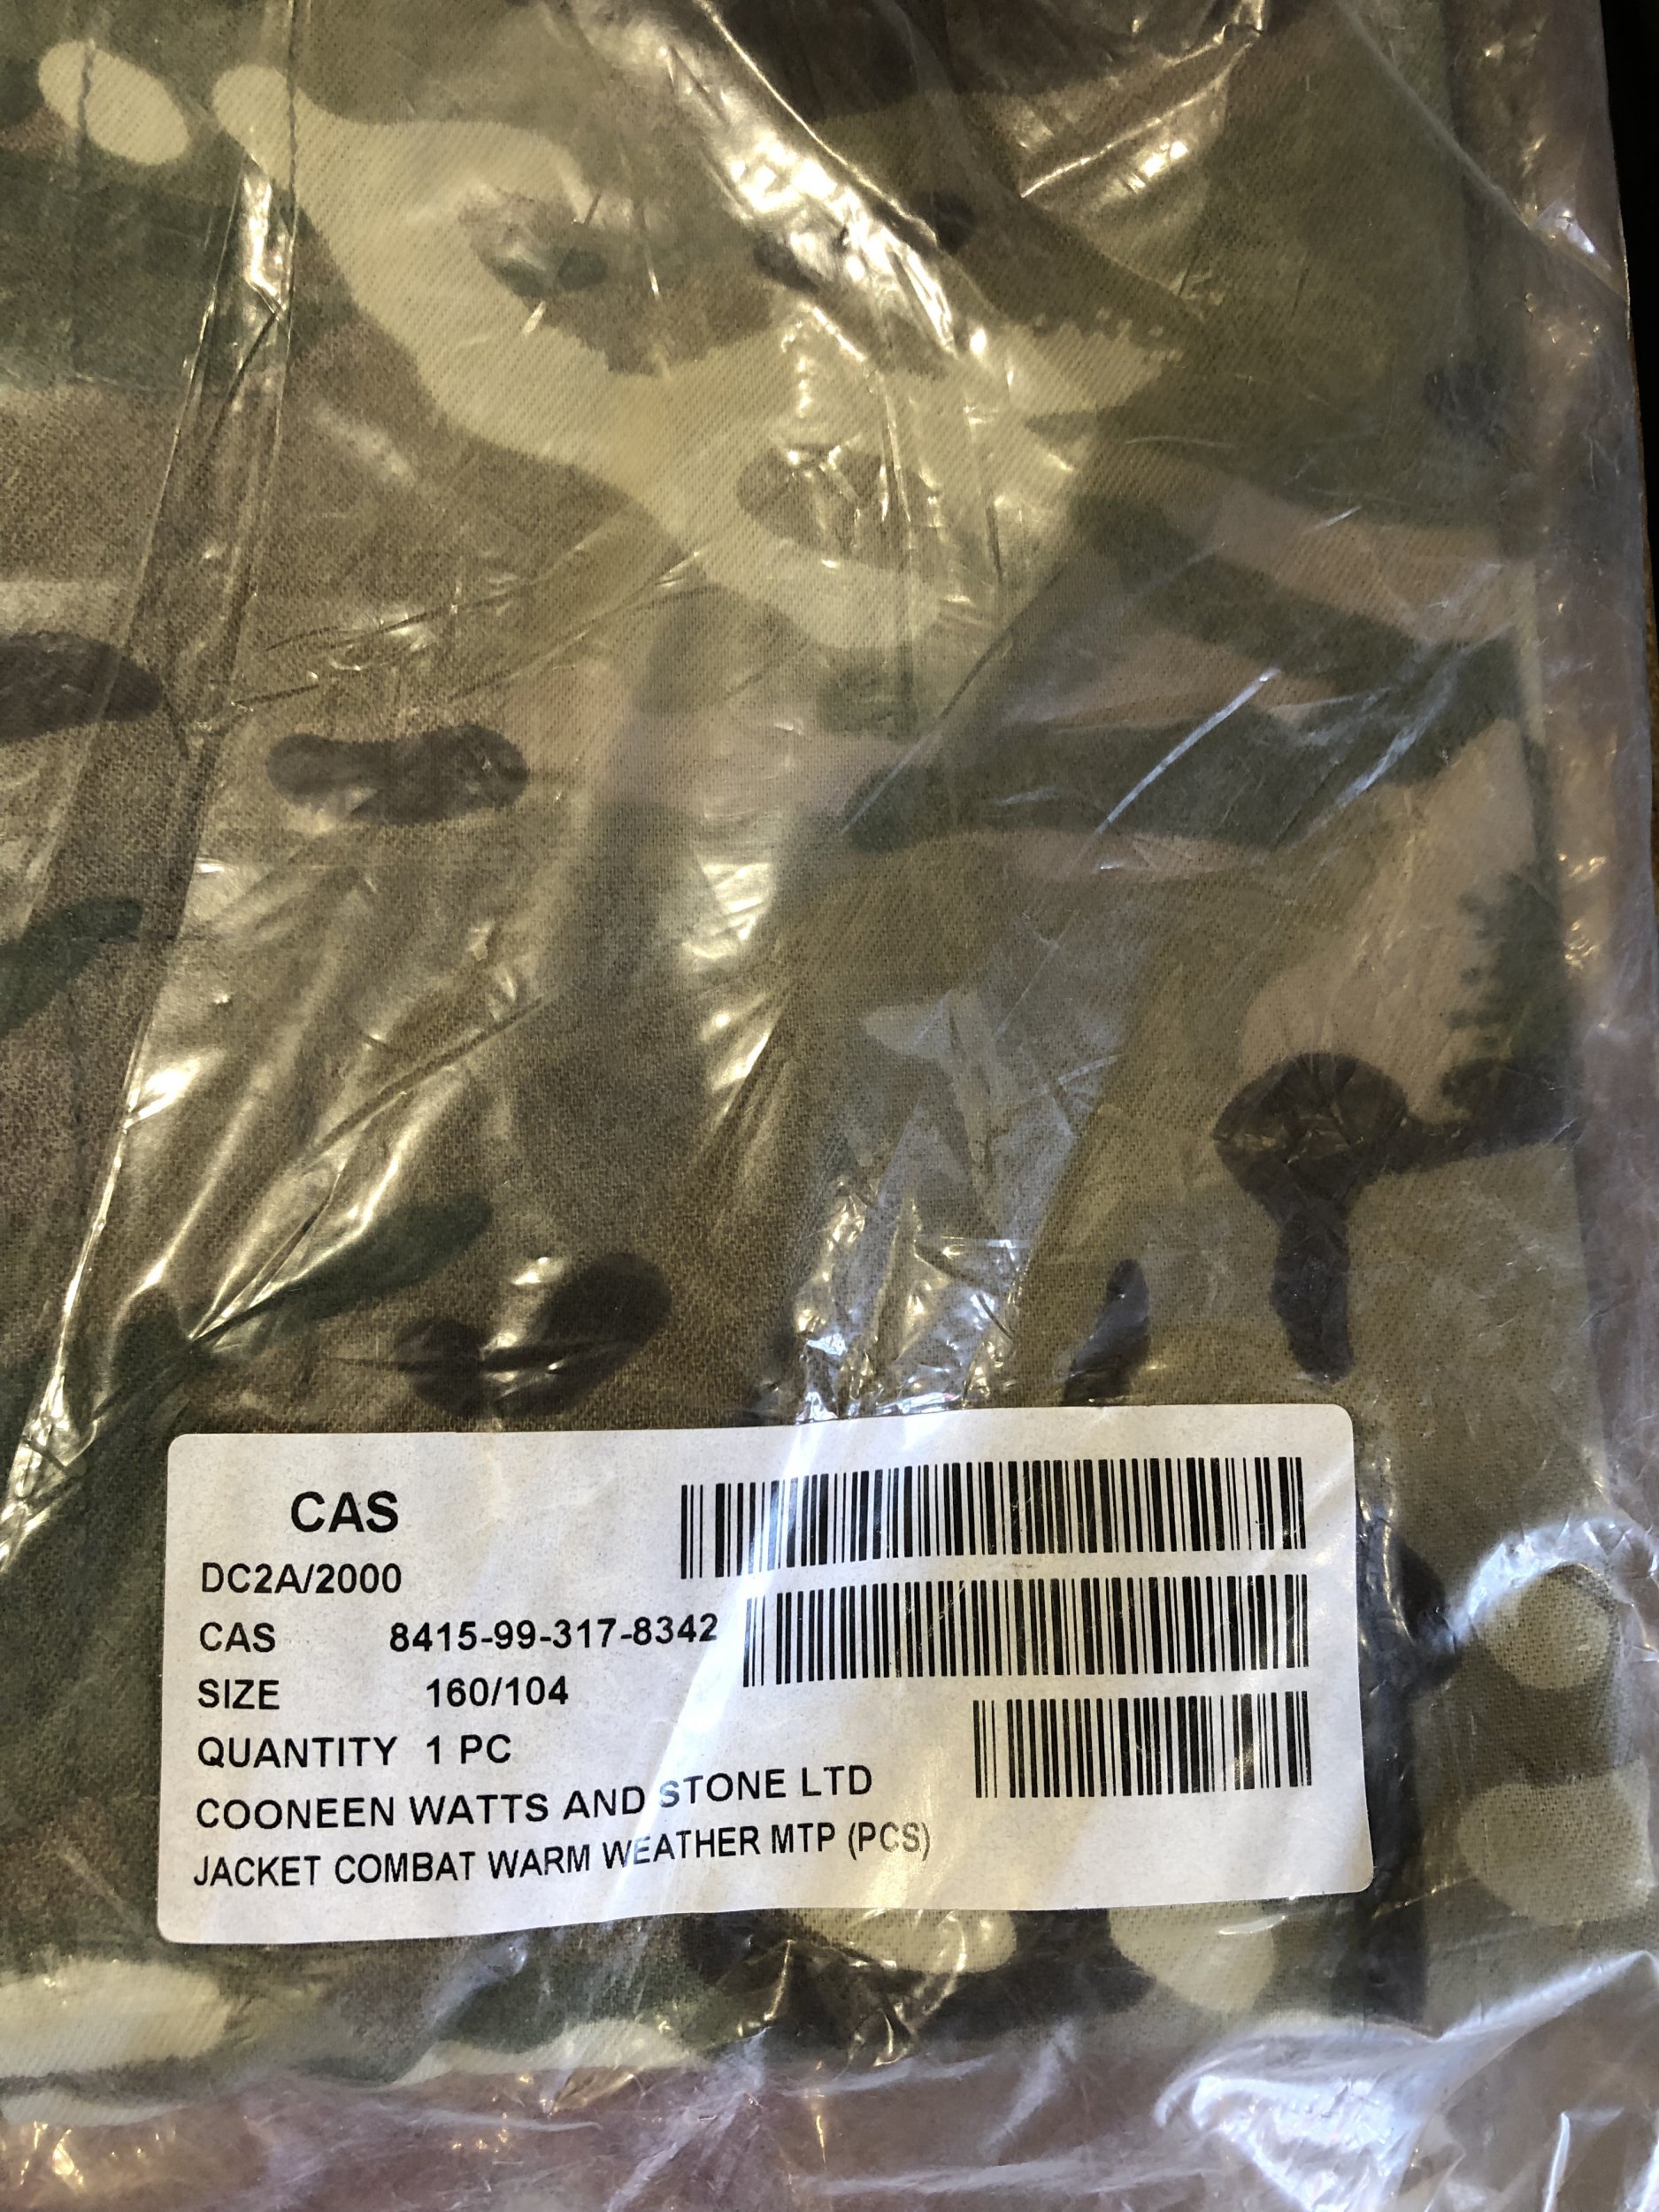 CAS
DC2A/2000
CAS 8415-99-317-8342
SIZE 160/104
QUANTITY 1 PC
COONEEN WATTS AND STONE LTD
JACKET COMBAT WARM WEATHER MTP (PCS)